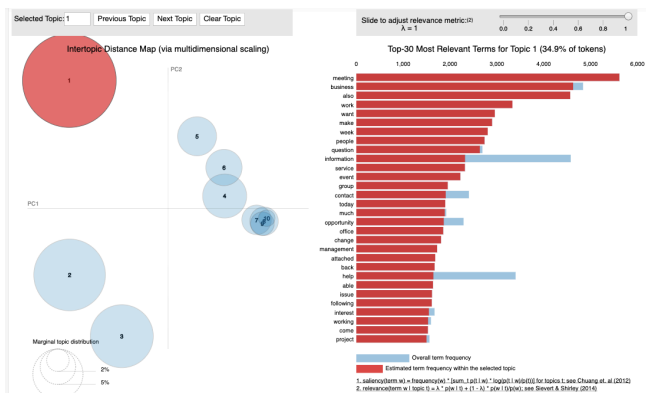 Selected Topic: 1 Previous Topic Next Topic Clear Topic
Slide to adjust relevance metric:(2)
λ = 1
0.0 0.2 0.4 0.6 0.8 1
Intertopic Distance Map (via multidimensional scaling)
PC2
PC1
1
5
6
4
7
10
2
3
Marginal topic distribution
2%
5%
Top-30 Most Relevant Terms for Topic 1 (34.9% of tokens)
0 1,000 2,000 3,000 4,000 5,000 6,000
meeting
business
also
work
want
make
week
people
question
information
service
event
group
contact
today
much
opportunity
office
change
management
attached
back
help
able
issue
following
interest
working
come
project
Overall term frequency
Estimated term frequency within the selected topic
1. saliency(term w) = frequency(w) * [sum_t p(t | w) * log(p(t | w)/p(t))] for topics t; see Chuang et. al (2012)
2. relevance(term w | topic t) = λ * p(w | t) + (1 - λ) * p(w | t)/p(w); see Sievert & Shirley (2014)